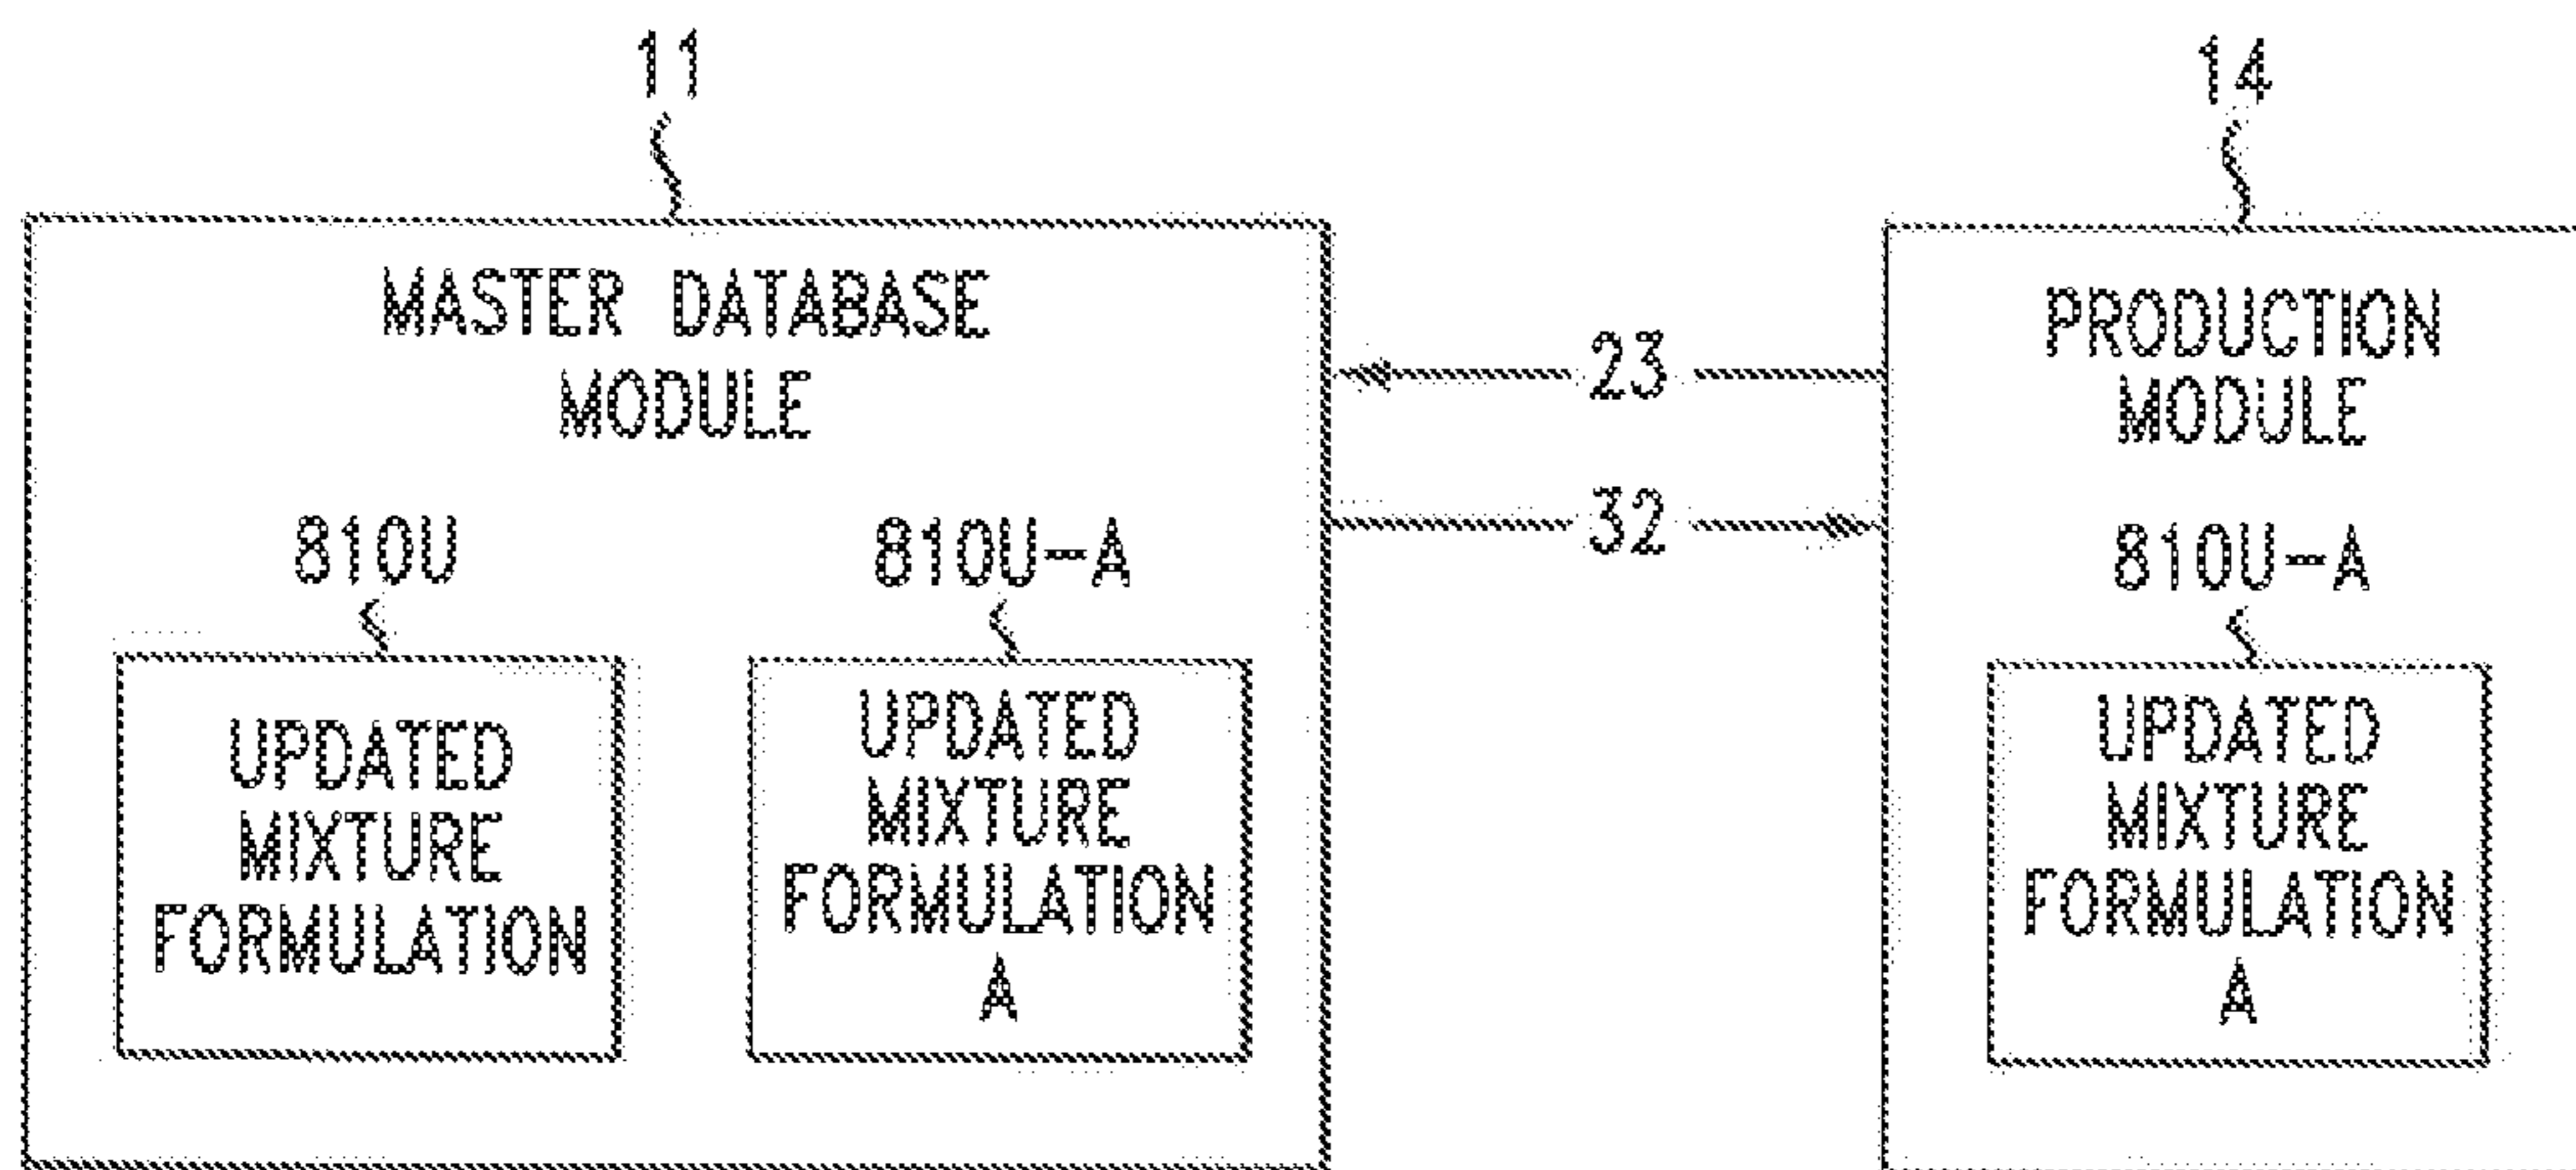 11
14
MASTER DATABASE
MODULE
PRODUCTION
MODULE
23
32
810U
810U-A
810U-A
UPDATED
MIXTURE
FORMULATION
UPDATED
MIXTURE
FORMULATION
A
UPDATED
MIXTURE
FORMULATION
A